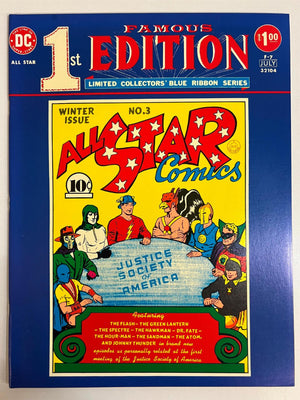 DC
ALL STAR
FAMOUS
1st EDITION
LIMITED COLLECTORS' BLUE RIBBON SERIES
$1.00
F-7
JULY
32104
WINTER ISSUE
NO.3
ALL STAR
Comics
10¢
JUSTICE
SOCIETY
OF
AMERICA
Featuring
THE FLASH - THE GREEN LANTERN
- THE SPECTRE - THE HAWKMAN - DR. FATE -
THE HOUR-MAN - THE SANDMAN - THE ATOM
AND JOHNNY THUNDER in brand new
episodes as personally related at the first
meeting of the Justice Society of America